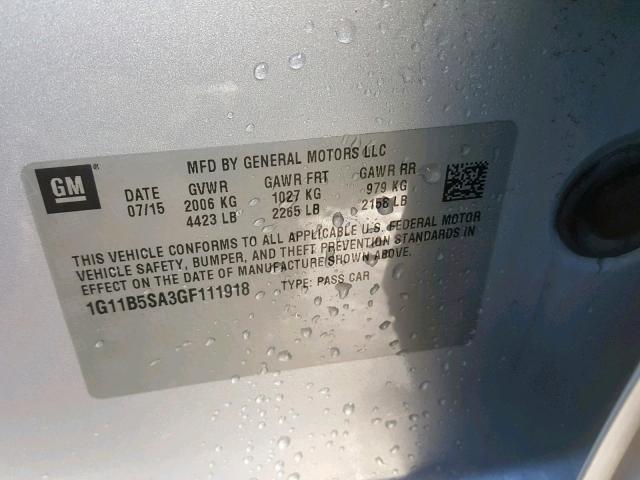 GM
MFD BY GENERAL MOTORS LLC
DATE GVWR GAWR FRT GAWR RR
07/15 2006 KG 1027 KG 979 KG
4423 LB 2265 LB 2158 LB
THIS VEHICLE CONFORMS TO ALL APPLICABLE U.S. FEDERAL MOTOR
VEHICLE SAFETY, BUMPER, AND THEFT PREVENTION STANDARDS IN
EFFECT ON THE DATE OF MANUFACTURE SHOWN ABOVE.
1G11B5SA3GF111918 TYPE: PASS CAR